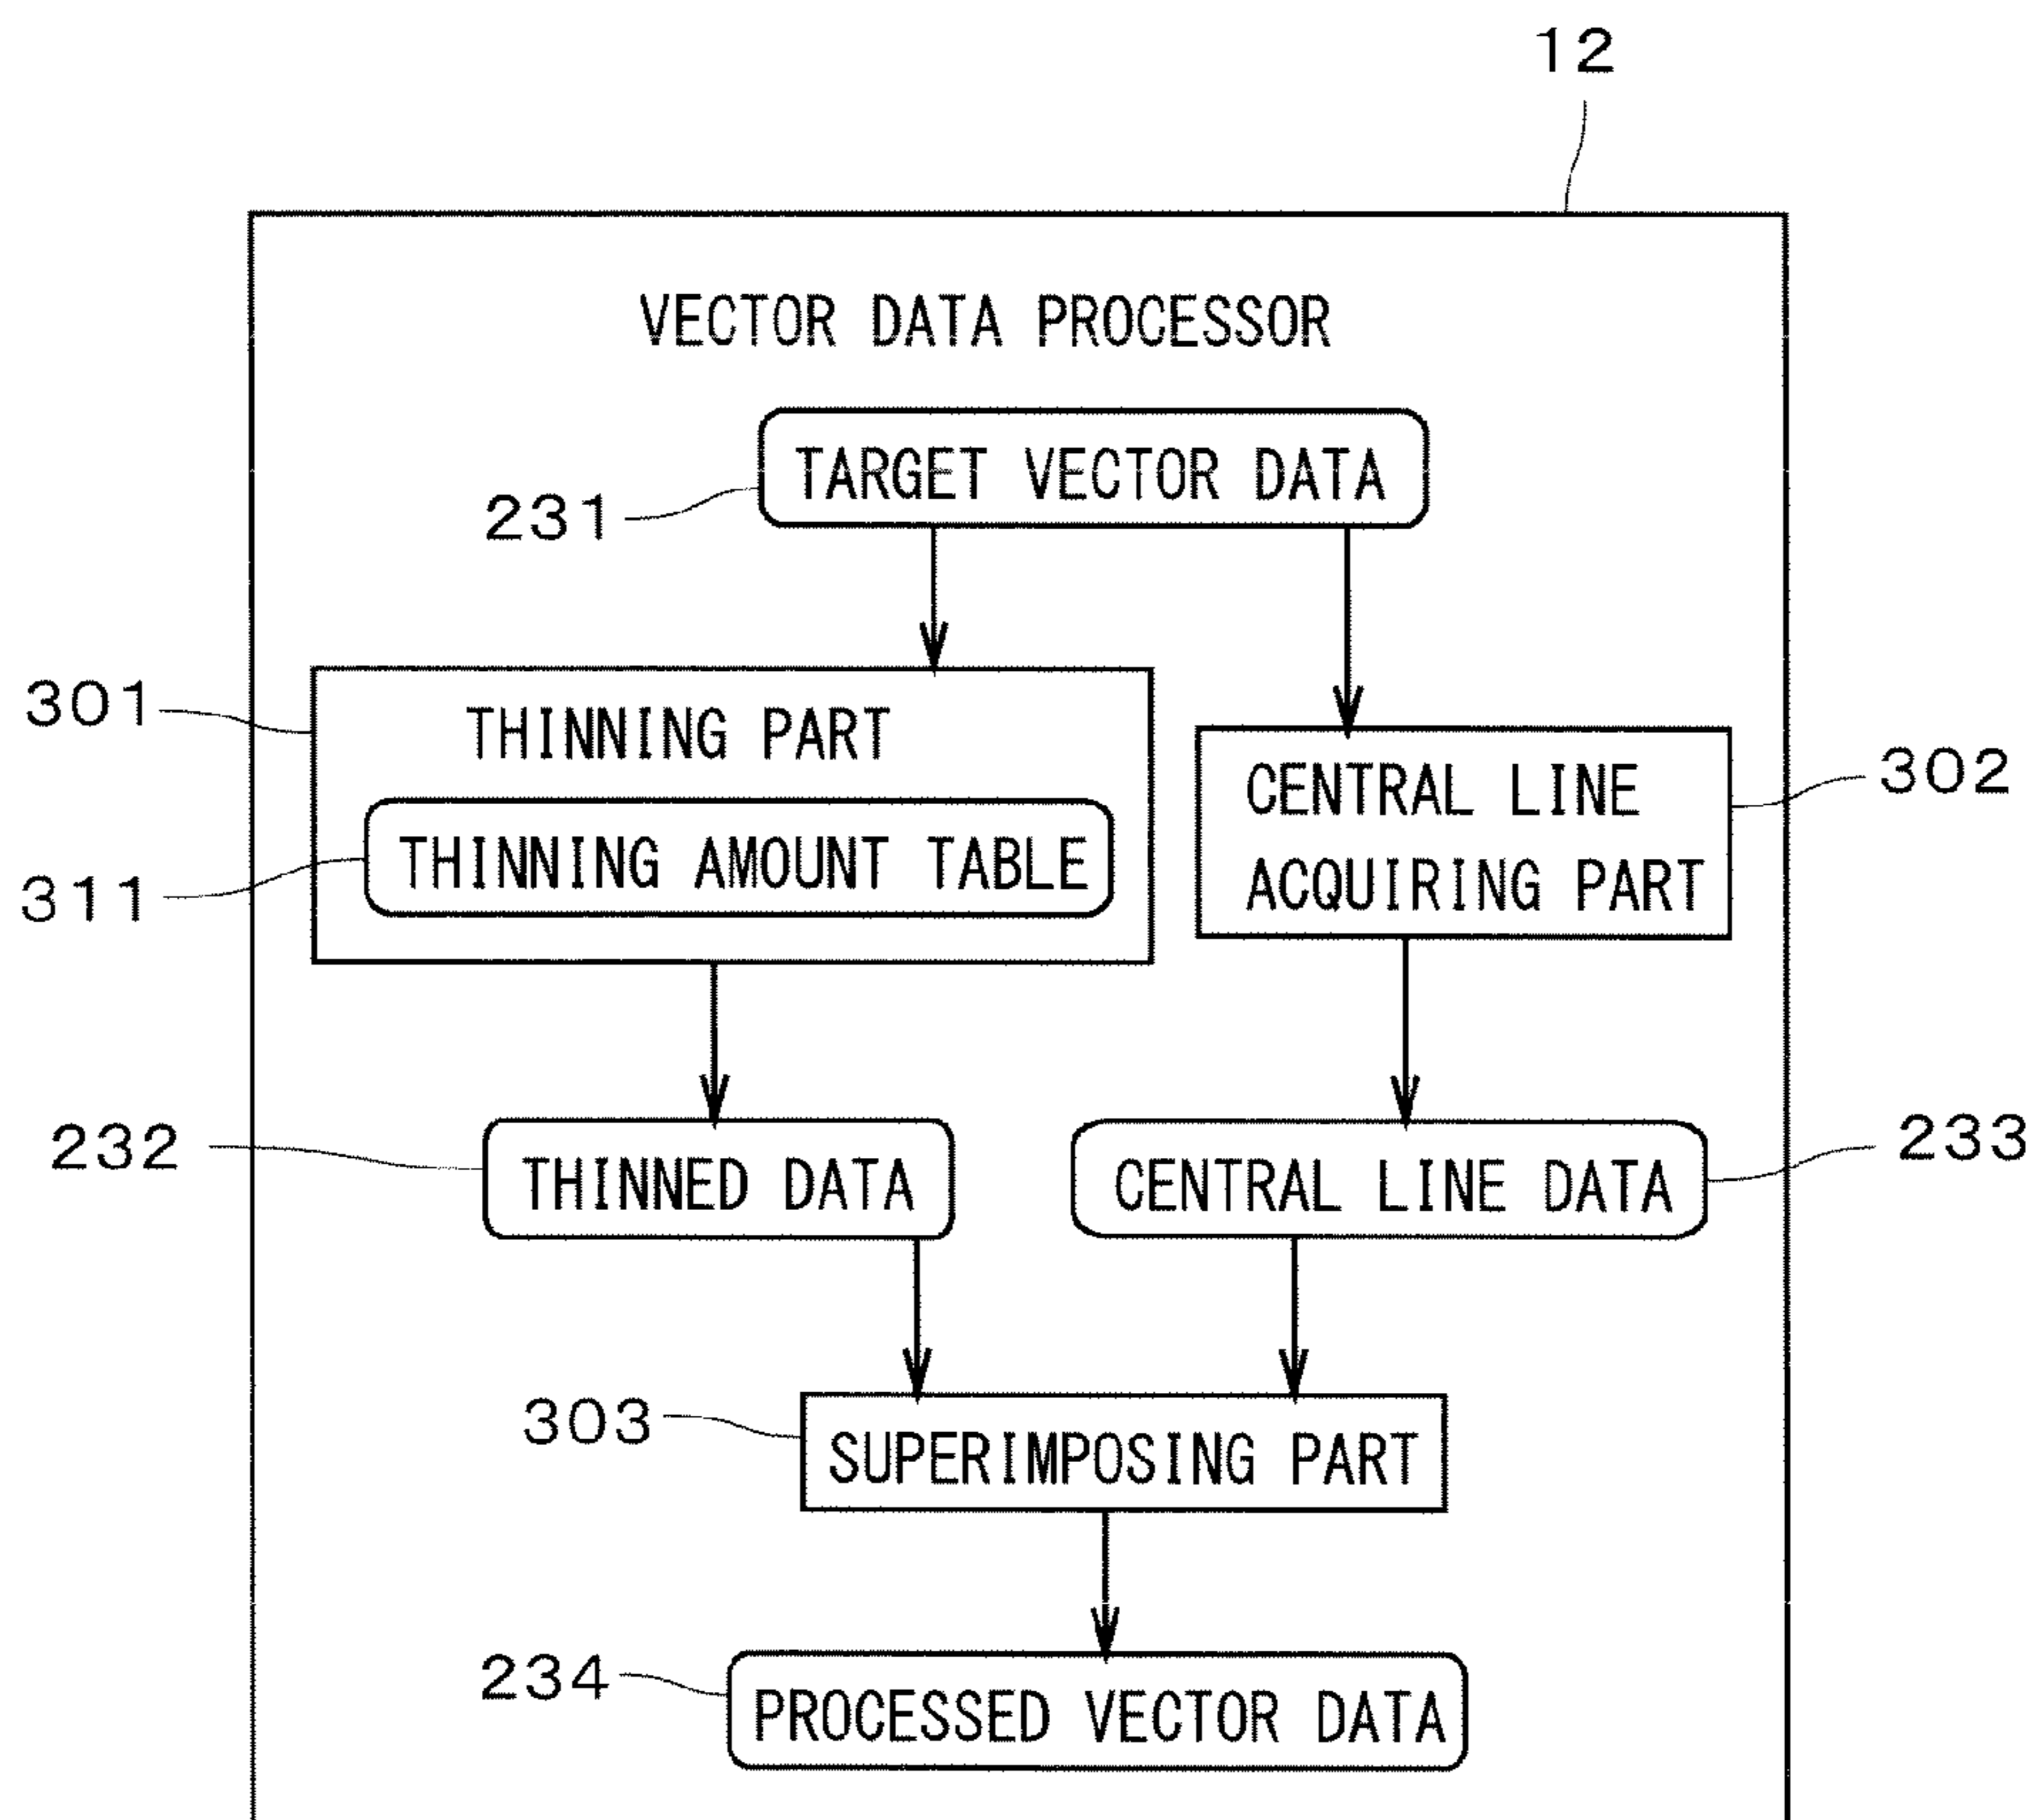 12
VECTOR DATA PROCESSOR
TARGET VECTOR DATA
231
301
THINNING PART
CENTRAL LINE
ACQUIRING PART
302
THINNING AMOUNT TABLE
311
232
THINNED DATA
CENTRAL LINE DATA
233
303
SUPERIMPOSING PART
234
PROCESSED VECTOR DATA